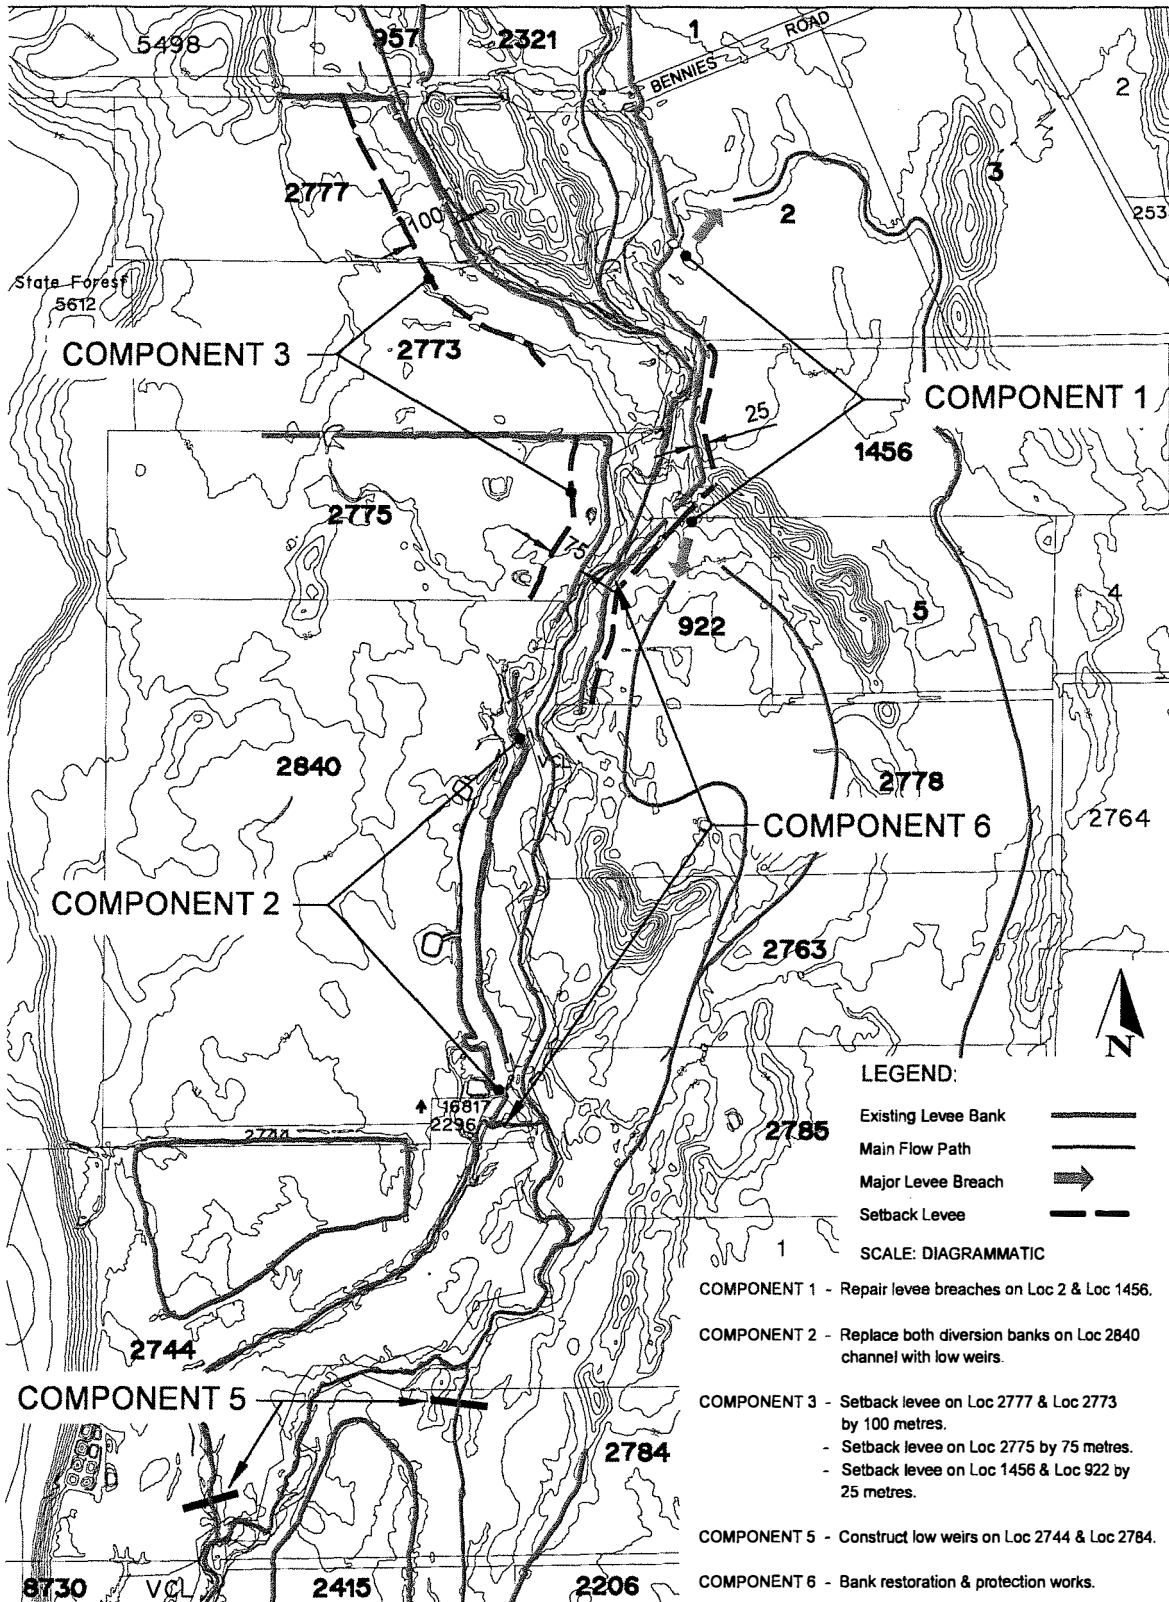 5498
957
2321
1
BENNIES ROAD
2
3
2777
2
253
100
State Forest
5612
COMPONENT 3
2773
COMPONENT 1
25
1456
2775
75
4
5
922
2840
VCL
2778
2764
COMPONENT 6
COMPONENT 2
2763
N
LEGEND:
16817
2296
2785
2744
Existing Levee Bank
Main Flow Path
Major Levee Breach
Setback Levee
1
SCALE: DIAGRAMMATIC
COMPONENT 1 - Repair levee breaches on Loc 2 & Loc 1456.
COMPONENT 2 - Replace both diversion banks on Loc 2840
channel with low weirs.
2744
COMPONENT 5
COMPONENT 3 - Setback levee on Loc 2777 & Loc 2773
by 100 metres.
- Setback levee on Loc 2775 by 75 metres.
- Setback levee on Loc 1456 & Loc 922 by
25 metres.
2784
COMPONENT 5 - Construct low weirs on Loc 2744 & Loc 2784.
COMPONENT 6 - Bank restoration & protection works.
8730
VCL
2415
2206